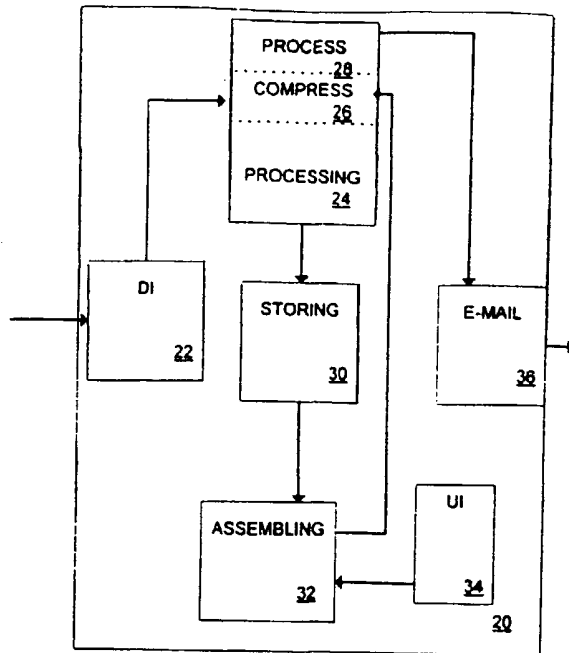 PROCESS
28
COMPRESS
26
PROCESSING
24
DI
22
STORING
30
E-MAIL
36
ASSEMBLING
32
UI
34
20